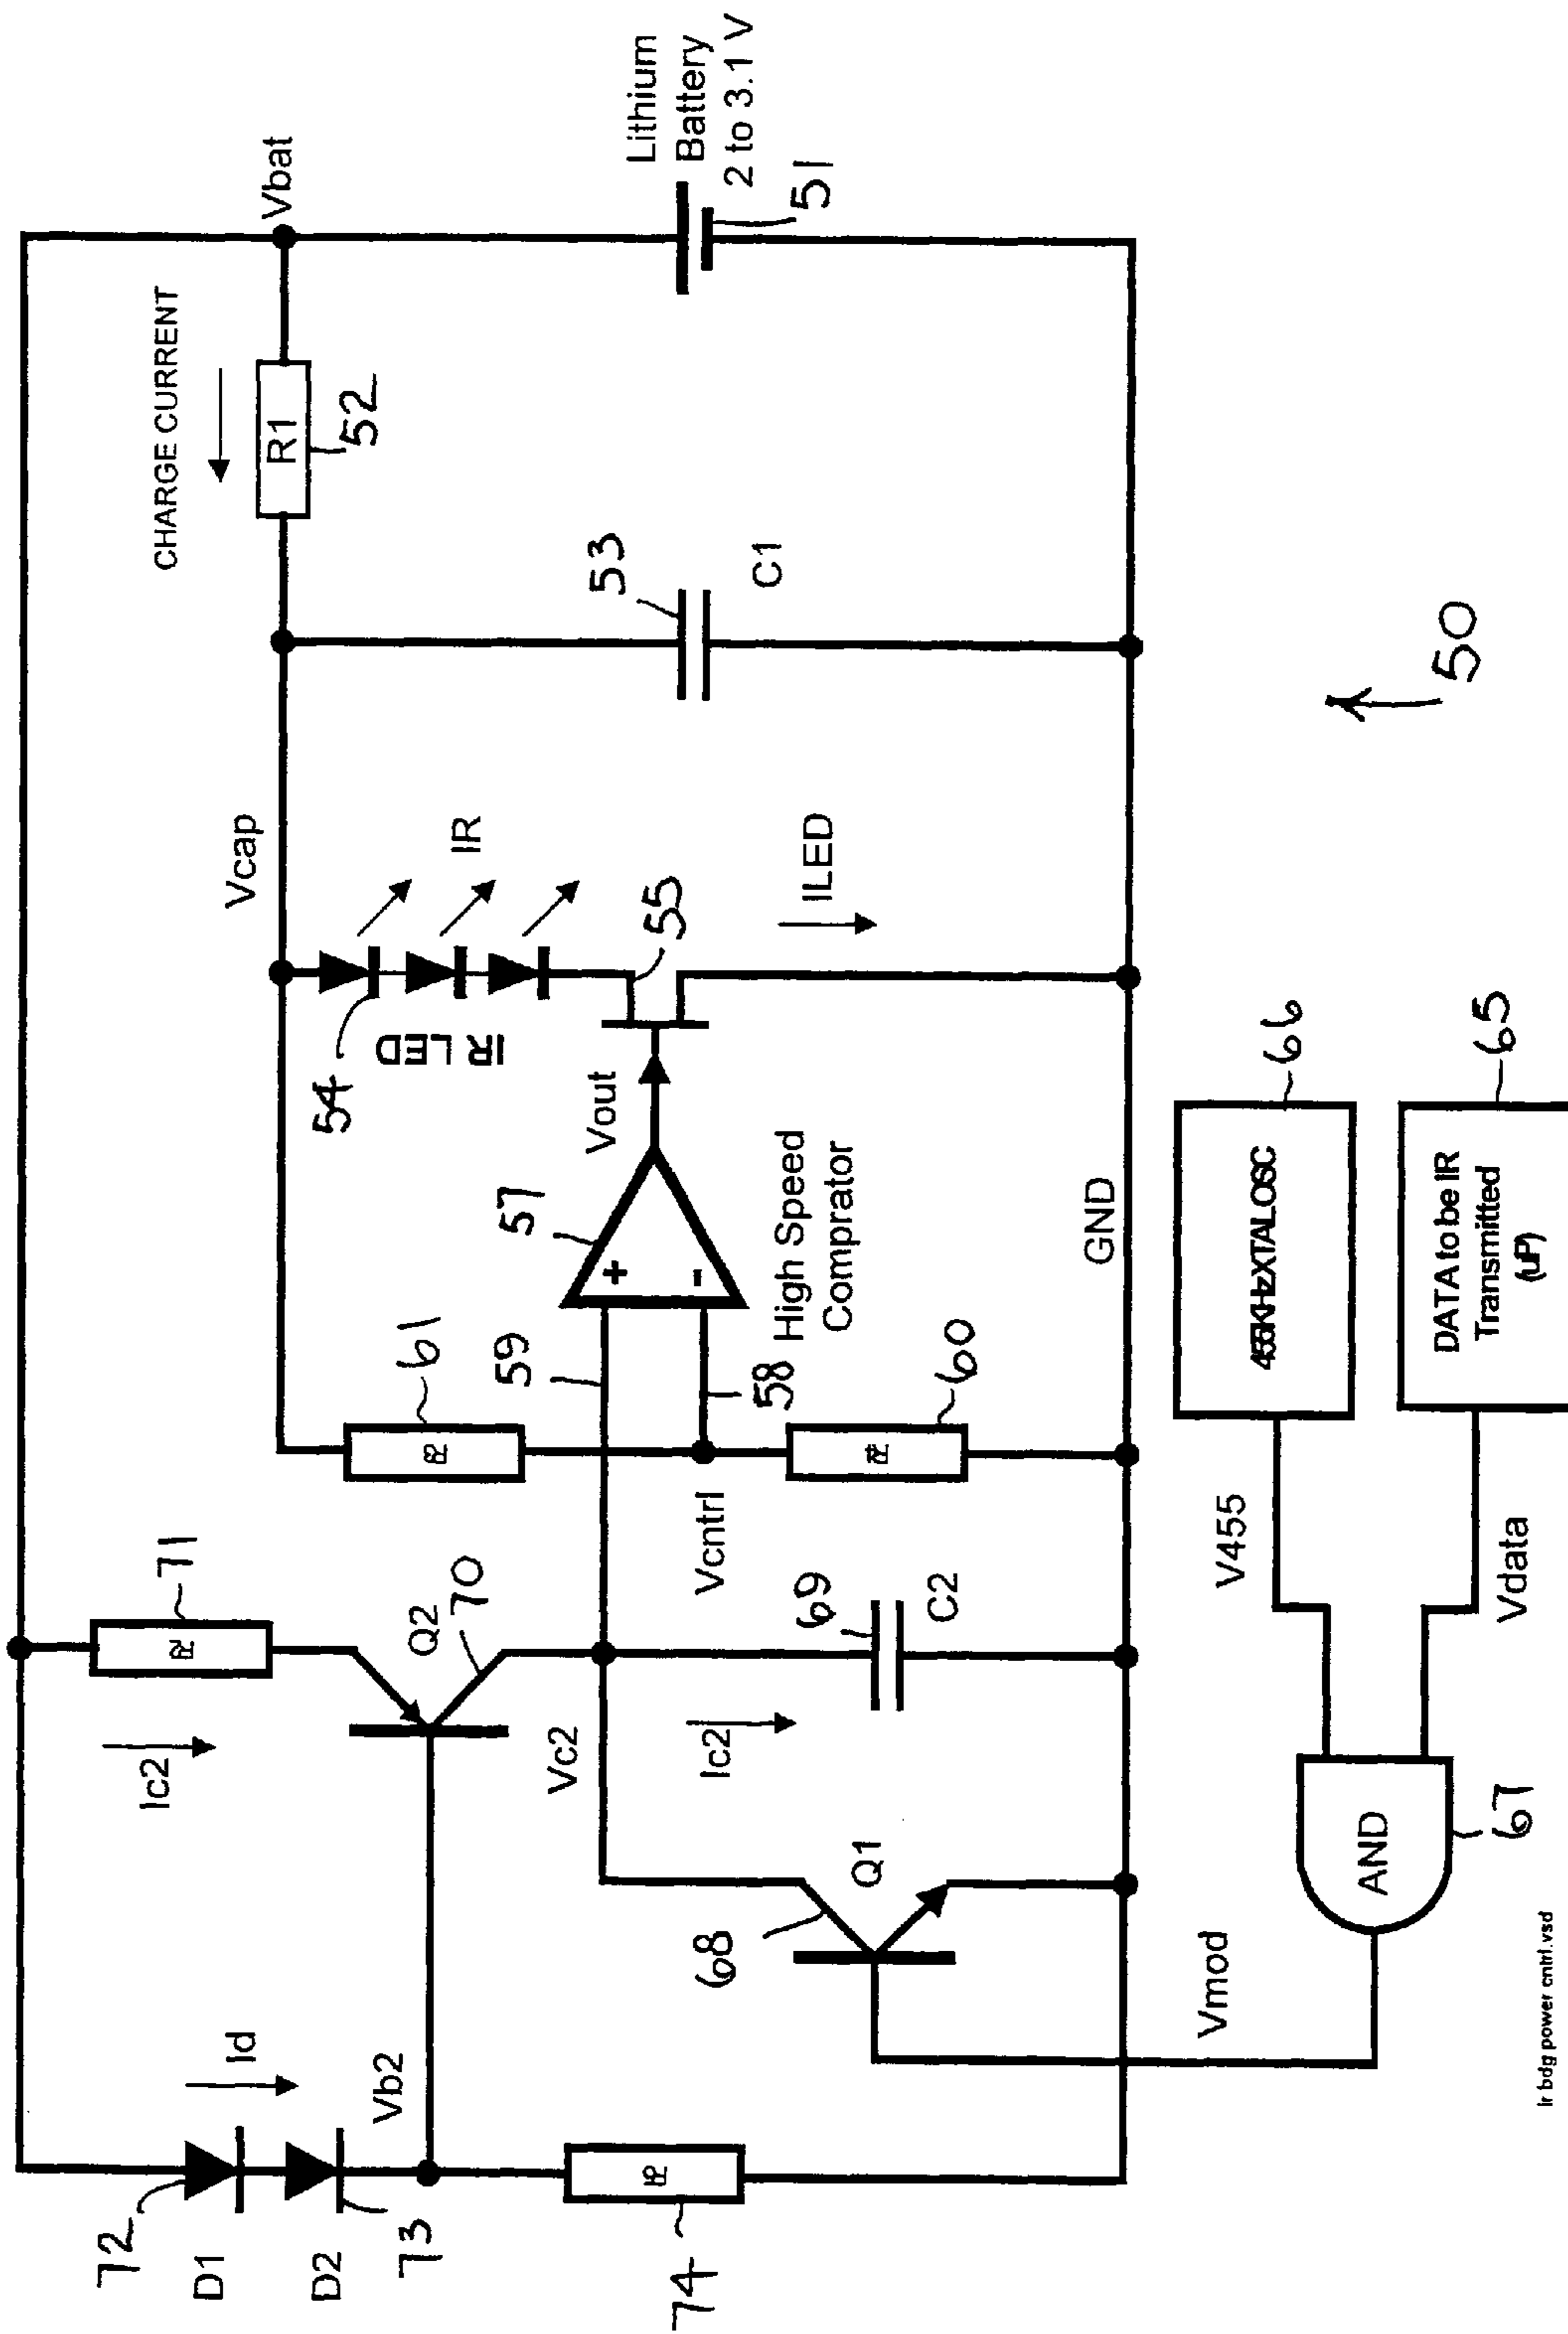 Vbat
CHARGE CURRENT
R1
52
Lithium
Battery
2 to 3.1 V
51
53
C1
Vcap
IR
IR LED
54
55
ILED
Vout
57
+
-
High Speed
Comprator
59
58
61
60
Vcntrl
GND
71
Ic2
Q2
70
Vc2
69
C2
Ic2
Q1
68
Id
Vb2
72
D1
D2
73
74
Vmod
AND
67
V455
Vdata
455KHzXTALOSC
66
DATA to be IR
Transmitted
(uP)
65
50
Ir bdg power cntrl.vsd